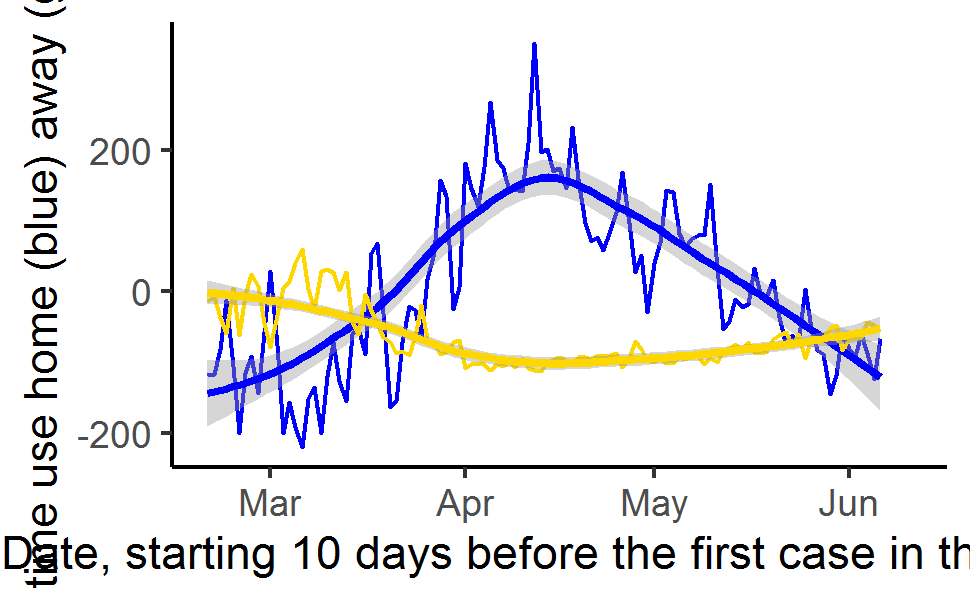 time use home (blue) away (
200
0
-200
Mar Apr May Jun
Date, starting 10 days before the first case in th